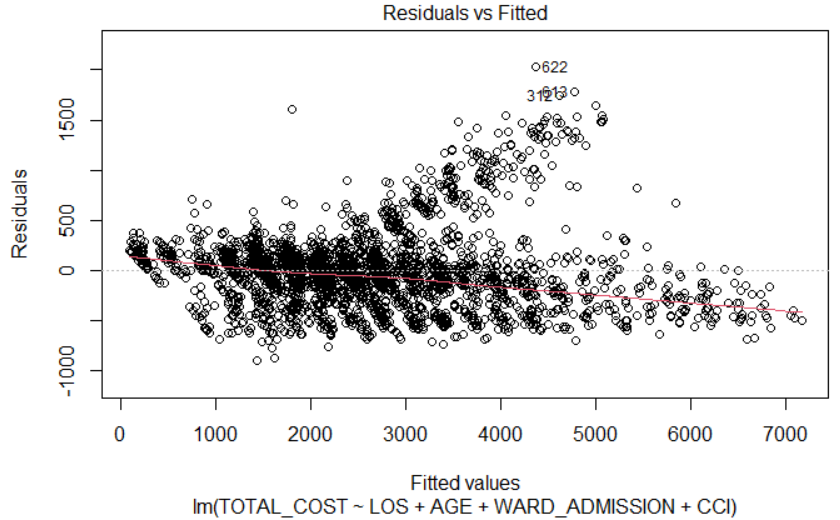 Residuals vs Fitted
622
613
312
Residuals
1500
500
0
-1000
0 1000 2000 3000 4000 5000 6000 7000
Fitted values
lm(TOTAL_COST ~ LOS + AGE + WARD_ADMISSION + CCI)